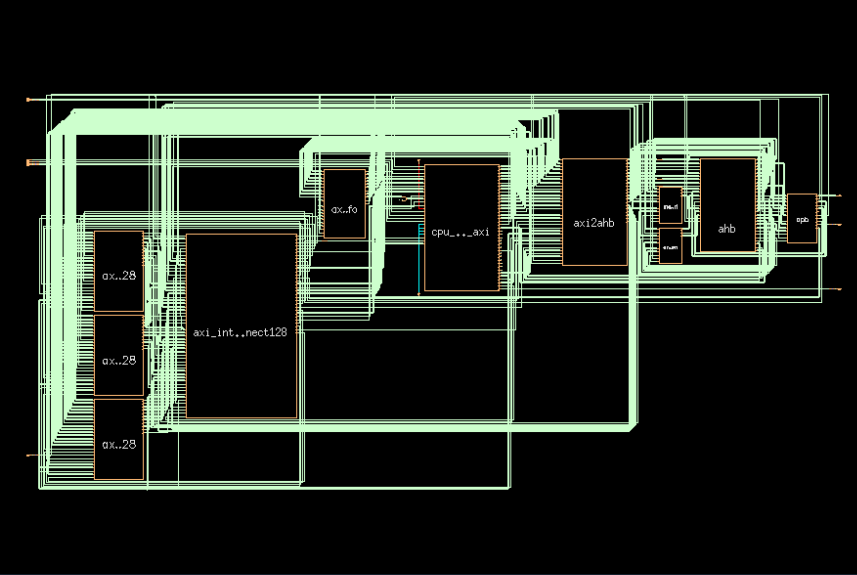 ax..fo
cpu_.._axi
axi2ahb
ahb
apb
ax..28
axi_int..nect128
ax..28
ax..28